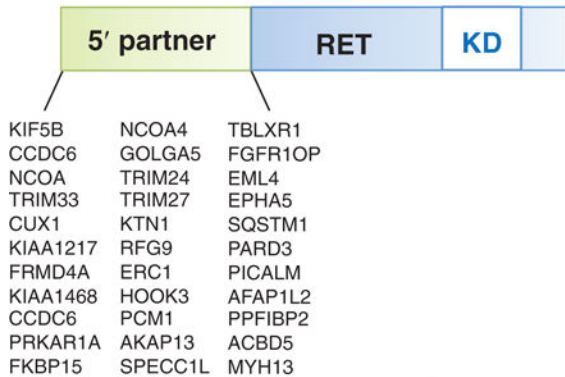 5′ partner RET KD
KIF5B NCOA4 TBLXR1
CCDC6 GOLGA5 FGFR1OP
NCOA TRIM24 EML4
TRIM33 TRIM27 EPHA5
CUX1 KTN1 SQSTM1
KIAA1217 RFG9 PARD3
FRMD4A ERC1 PICALM
KIAA1468 HOOK3 AFAP1L2
CCDC6 PCM1 PPFIBP2
PRKAR1A AKAP13 ACBD5
FKBP15 SPECC1L MYH13